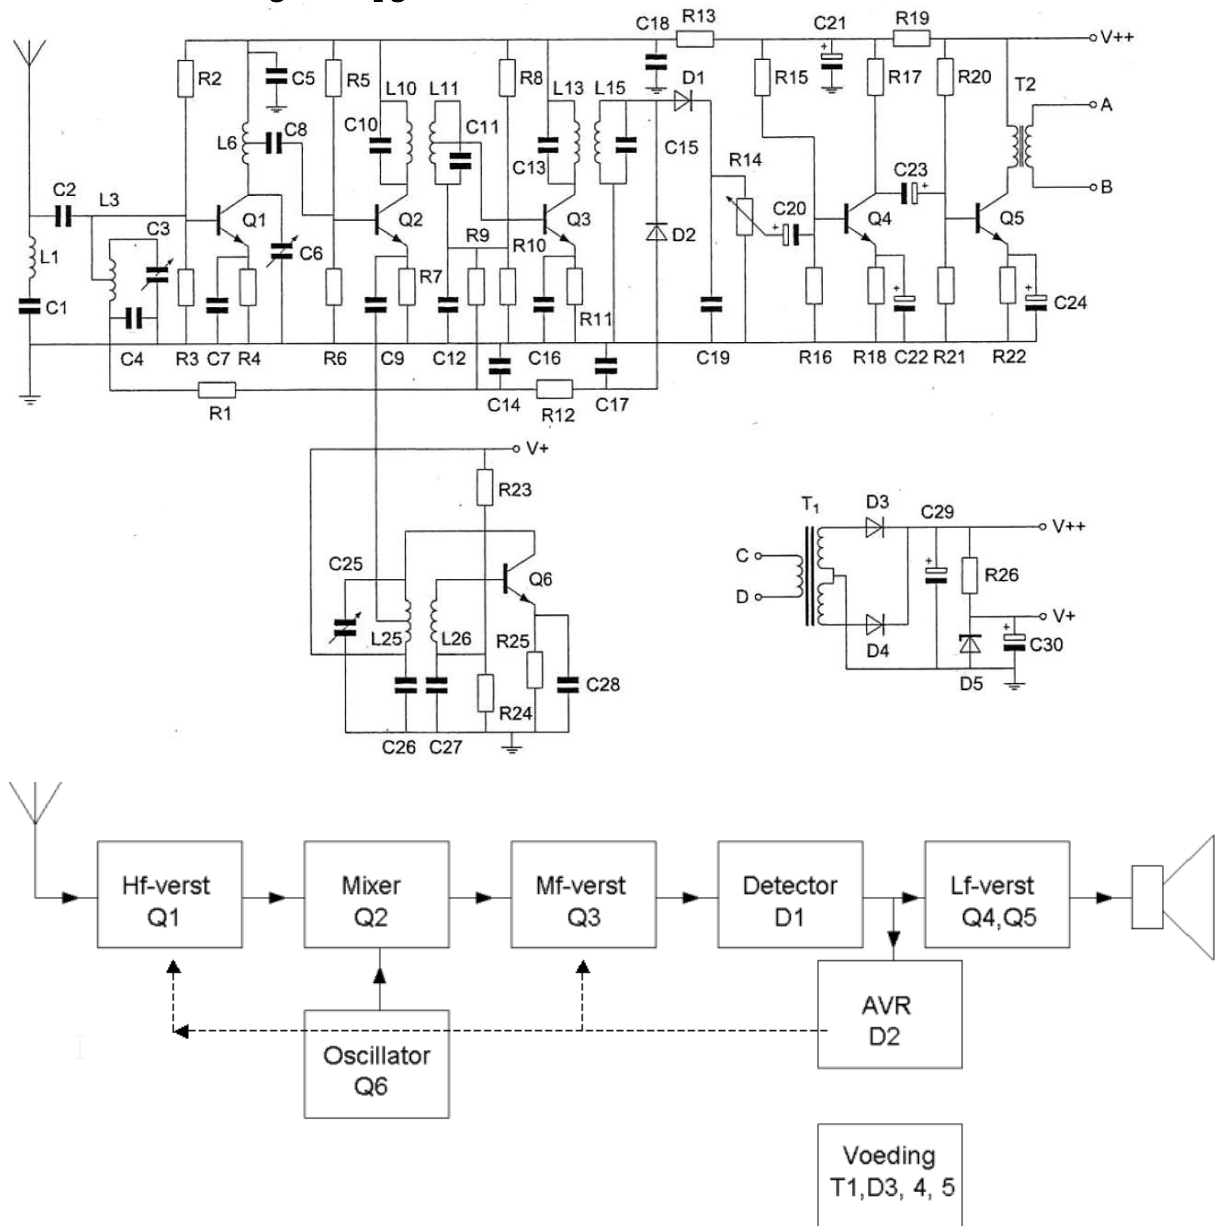 C18
R13
C21
R19
V++
R2
C5
R5
L10
L11
R8
L13
L15
D1
R15
R17
R20
T2
A
C8
C10
C11
C13
C15
L6
R14
C23
B
C2
L3
C3
Q1
C6
Q2
Q3
C20
Q4
Q5
L1
R9
R10
D2
C1
R7
R11
C24
C4
R3
C7
R4
R6
C9
C12
C16
C19
R16
R18
C22
R21
R22
R1
C14
R12
C17
V+
R23
C25
Q6
L25
L26
R25
R24
C28
C26
C27
T1
D3
C29
V++
C
D
R26
V+
D4
C30
D5
Hf-verst
Q1
Mixer
Q2
Mf-verst
Q3
Detector
D1
Lf-verst
Q4,Q5
AVR
D2
Oscillator
Q6
Voeding
T1,D3, 4, 5